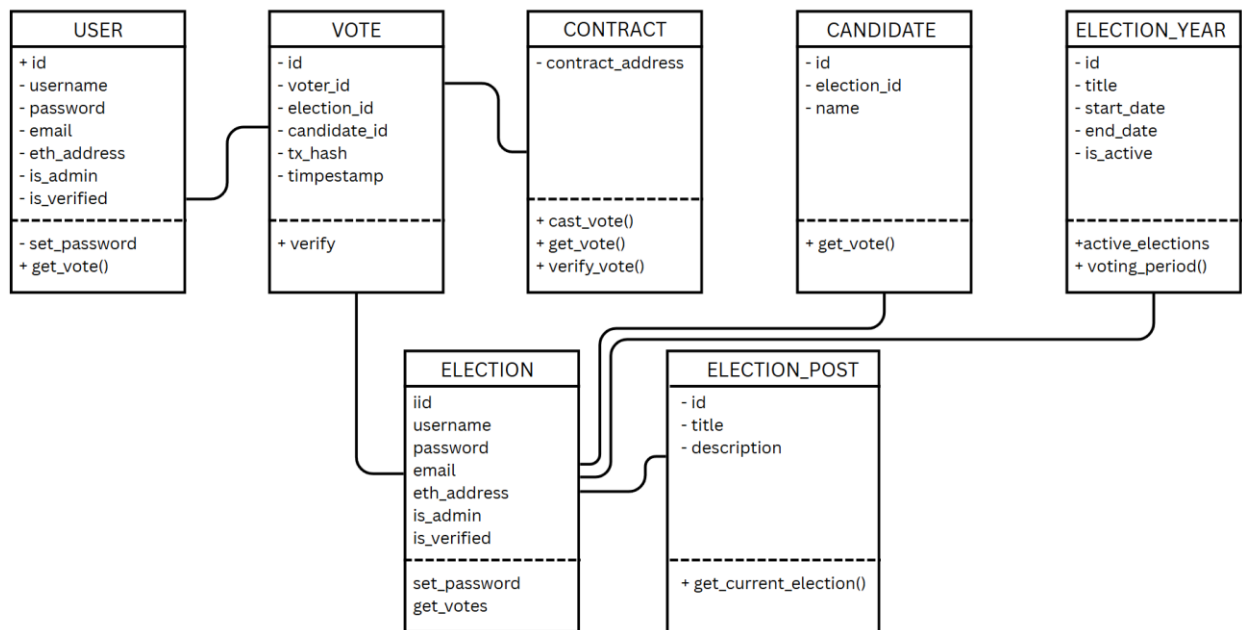 USER
+ id
- username
- password
- email
- eth_address
- is_admin
- is_verified
- set_password
+ get_vote()
VOTE
- id
- voter_id
- election_id
- candidate_id
- tx_hash
- timpestamp
+ verify
CONTRACT
- contract_address
+ cast_vote()
+ get_vote()
+ verify_vote()
CANDIDATE
- id
- election_id
- name
+ get_vote()
ELECTION_YEAR
- id
- title
- start_date
- end_date
- is_active
+active_elections
+ voting_period()
ELECTION
iid
username
password
email
eth_address
is_admin
is_verified
set_password
get_votes
ELECTION_POST
- id
- title
- description
+ get_current_election()